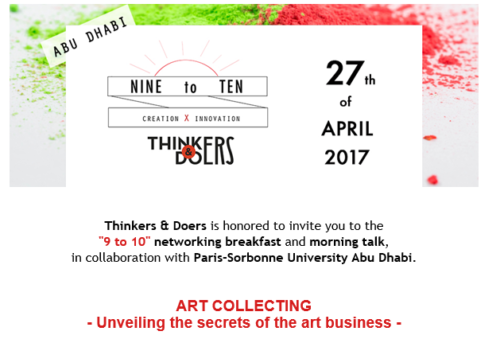 ABU DHABI
NINE to TEN
CREATION X INNOVATION
THINKERS
& DOERS
27th
of
APRIL
2017
Thinkers & Doers is honored to invite you to the
"9 to 10" networking breakfast and morning talk,
in collaboration with Paris-Sorbonne University Abu Dhabi.
ART COLLECTING
- Unveiling the secrets of the art business -